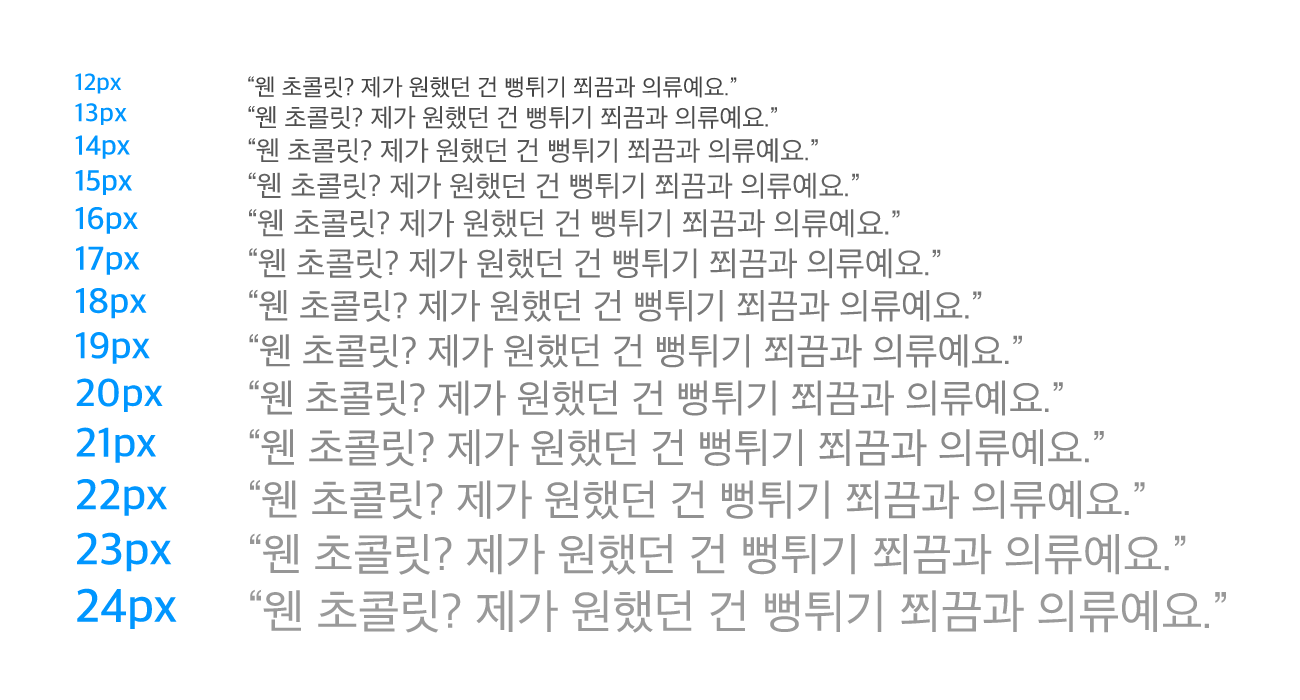 12px “웬 초콜릿? 제가 원했던 건 뻥튀기 쬐끔과 의류예요.”
13px “웬 초콜릿? 제가 원했던 건 뻥튀기 쬐끔과 의류예요.”
14px “웬 초콜릿? 제가 원했던 건 뻥튀기 쬐끔과 의류예요.”
15px “웬 초콜릿? 제가 원했던 건 뻥튀기 쬐끔과 의류예요.”
16px “웬 초콜릿? 제가 원했던 건 뻥튀기 쬐끔과 의류예요.”
17px “웬 초콜릿? 제가 원했던 건 뻥튀기 쬐끔과 의류예요.”
18px “웬 초콜릿? 제가 원했던 건 뻥튀기 쬐끔과 의류예요.”
19px “웬 초콜릿? 제가 원했던 건 뻥튀기 쬐끔과 의류예요.”
20px “웬 초콜릿? 제가 원했던 건 뻥튀기 쬐끔과 의류예요.”
21px “웬 초콜릿? 제가 원했던 건 뻥튀기 쬐끔과 의류예요.”
22px “웬 초콜릿? 제가 원했던 건 뻥튀기 쬐끔과 의류예요.”
23px “웬 초콜릿? 제가 원했던 건 뻥튀기 쬐끔과 의류예요.”
24px “웬 초콜릿? 제가 원했던 건 뻥튀기 쬐끔과 의류예요.”